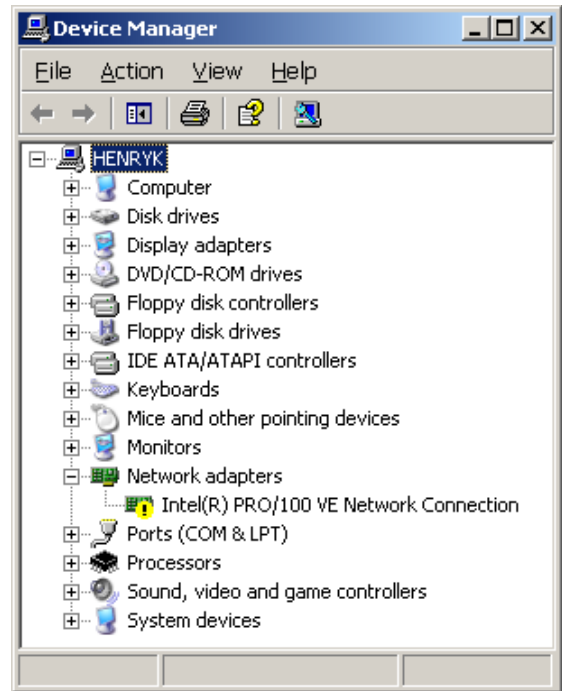 Device Manager
File Action View Help
HENRYK
Computer
Disk drives
Display adapters
DVD/CD-ROM drives
Floppy disk controllers
Floppy disk drives
IDE ATA/ATAPI controllers
Keyboards
Mice and other pointing devices
Monitors
Network adapters
Intel(R) PRO/100 VE Network Connection
Ports (COM & LPT)
Processors
Sound, video and game controllers
System devices